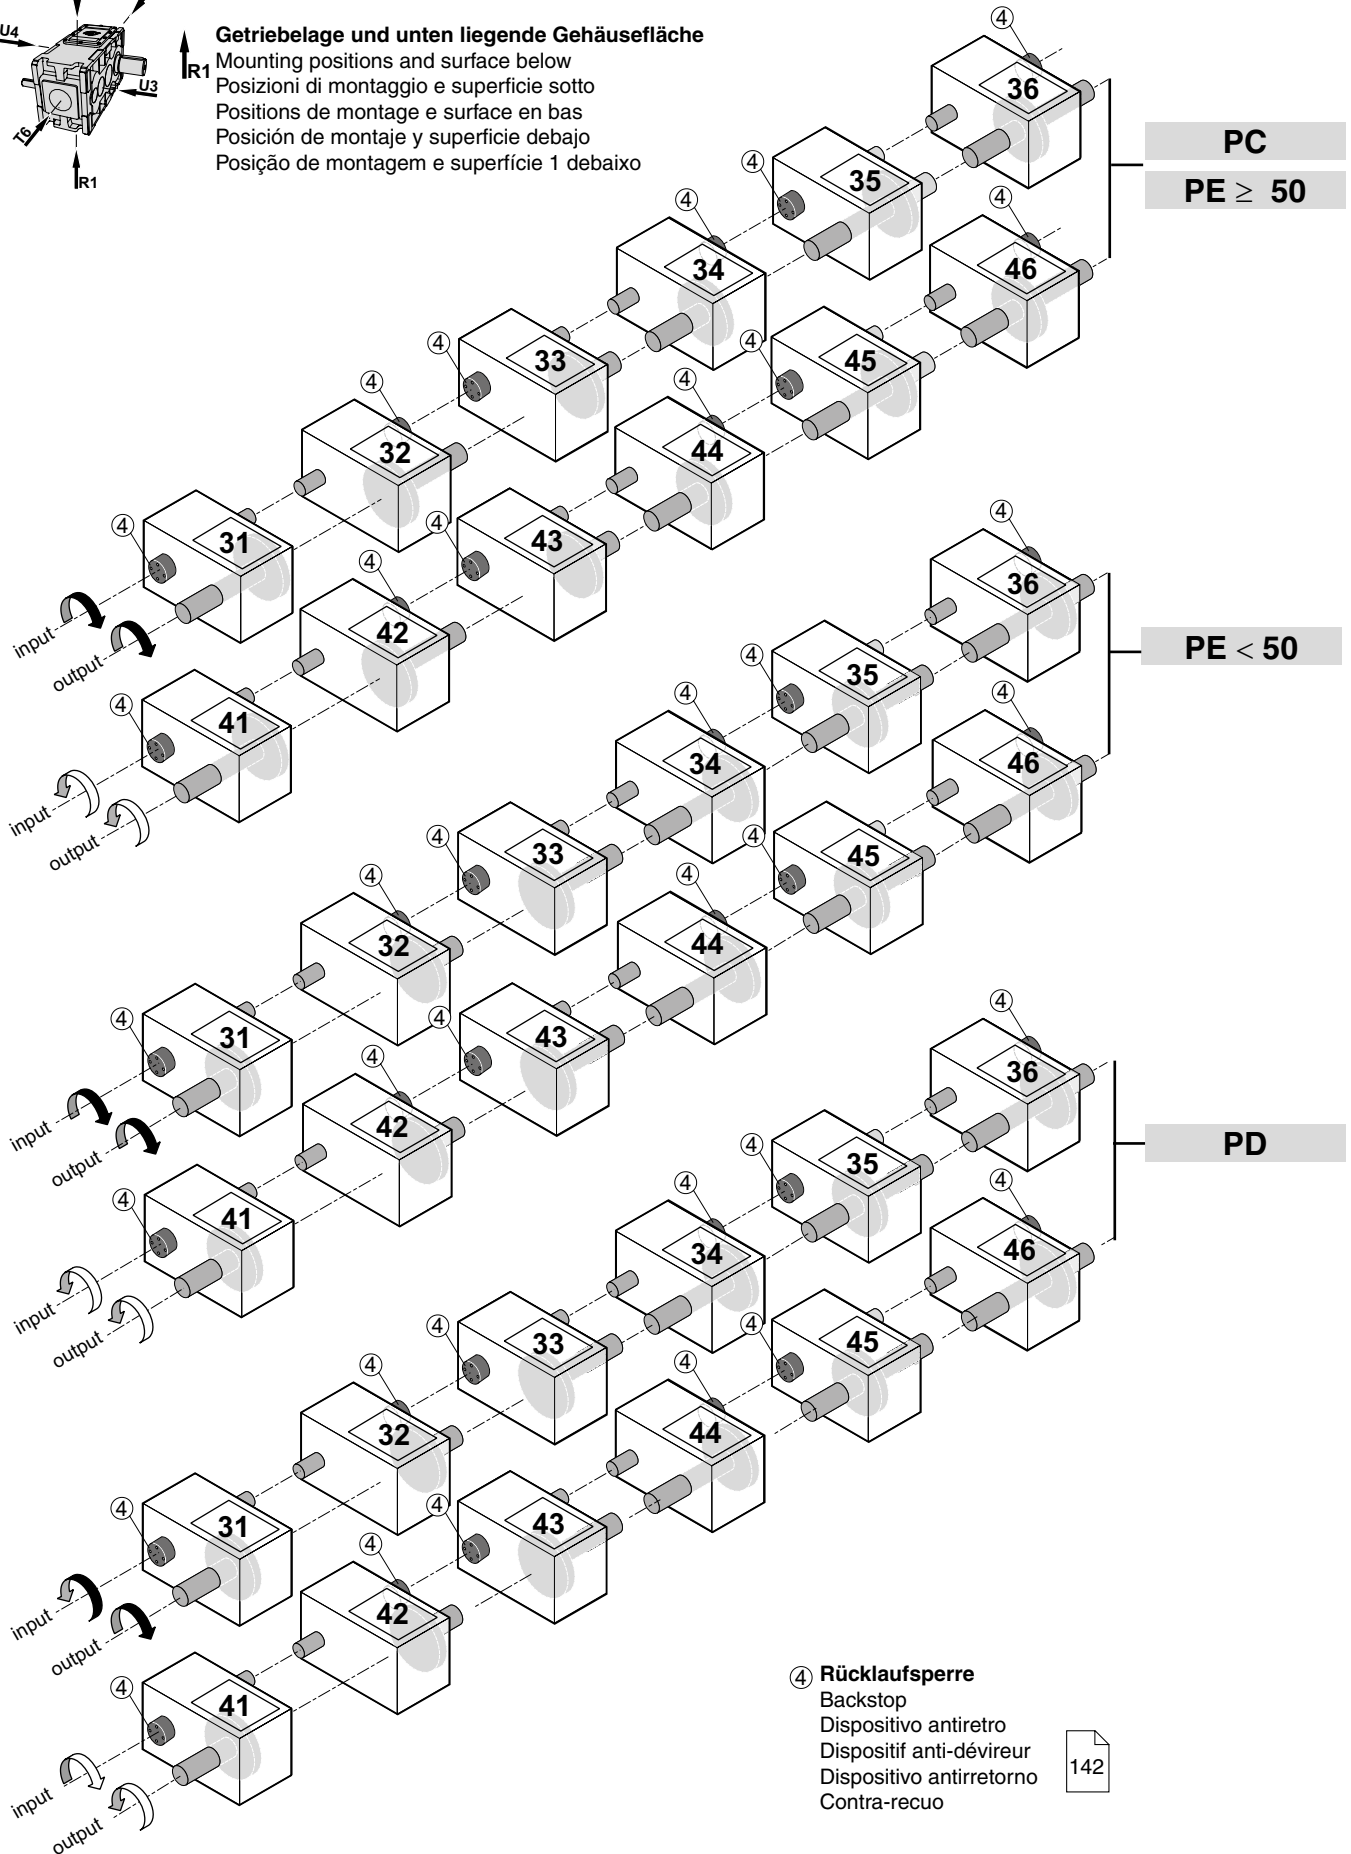 U4
R1
U3
T6
R1
Getriebelage und unten liegende Gehäusefläche
Mounting positions and surface below
Posizioni di montaggio e superficie sotto
Positions de montage e surface en bas
Posición de montaje y superficie debajo
Posição de montagem e superfície 1 debaixo
PC
PE ≥ 50
4
36
4
35
4
34
4
33
4
32
4
31
input
output
4
46
4
45
4
44
4
43
4
42
4
41
input
output
PE < 50
4
36
4
35
4
34
4
33
4
32
4
31
input
output
4
46
4
45
4
44
4
43
4
42
4
41
input
output
PD
4
36
4
35
4
34
4
33
4
32
4
31
input
output
4
46
4
45
4
44
4
43
4
42
4
41
input
output
4 Rücklaufsperre
Backstop
Dispositivo antiretro
Dispositif anti-dévireur
Dispositivo antirretorno
Contra-recuo
142